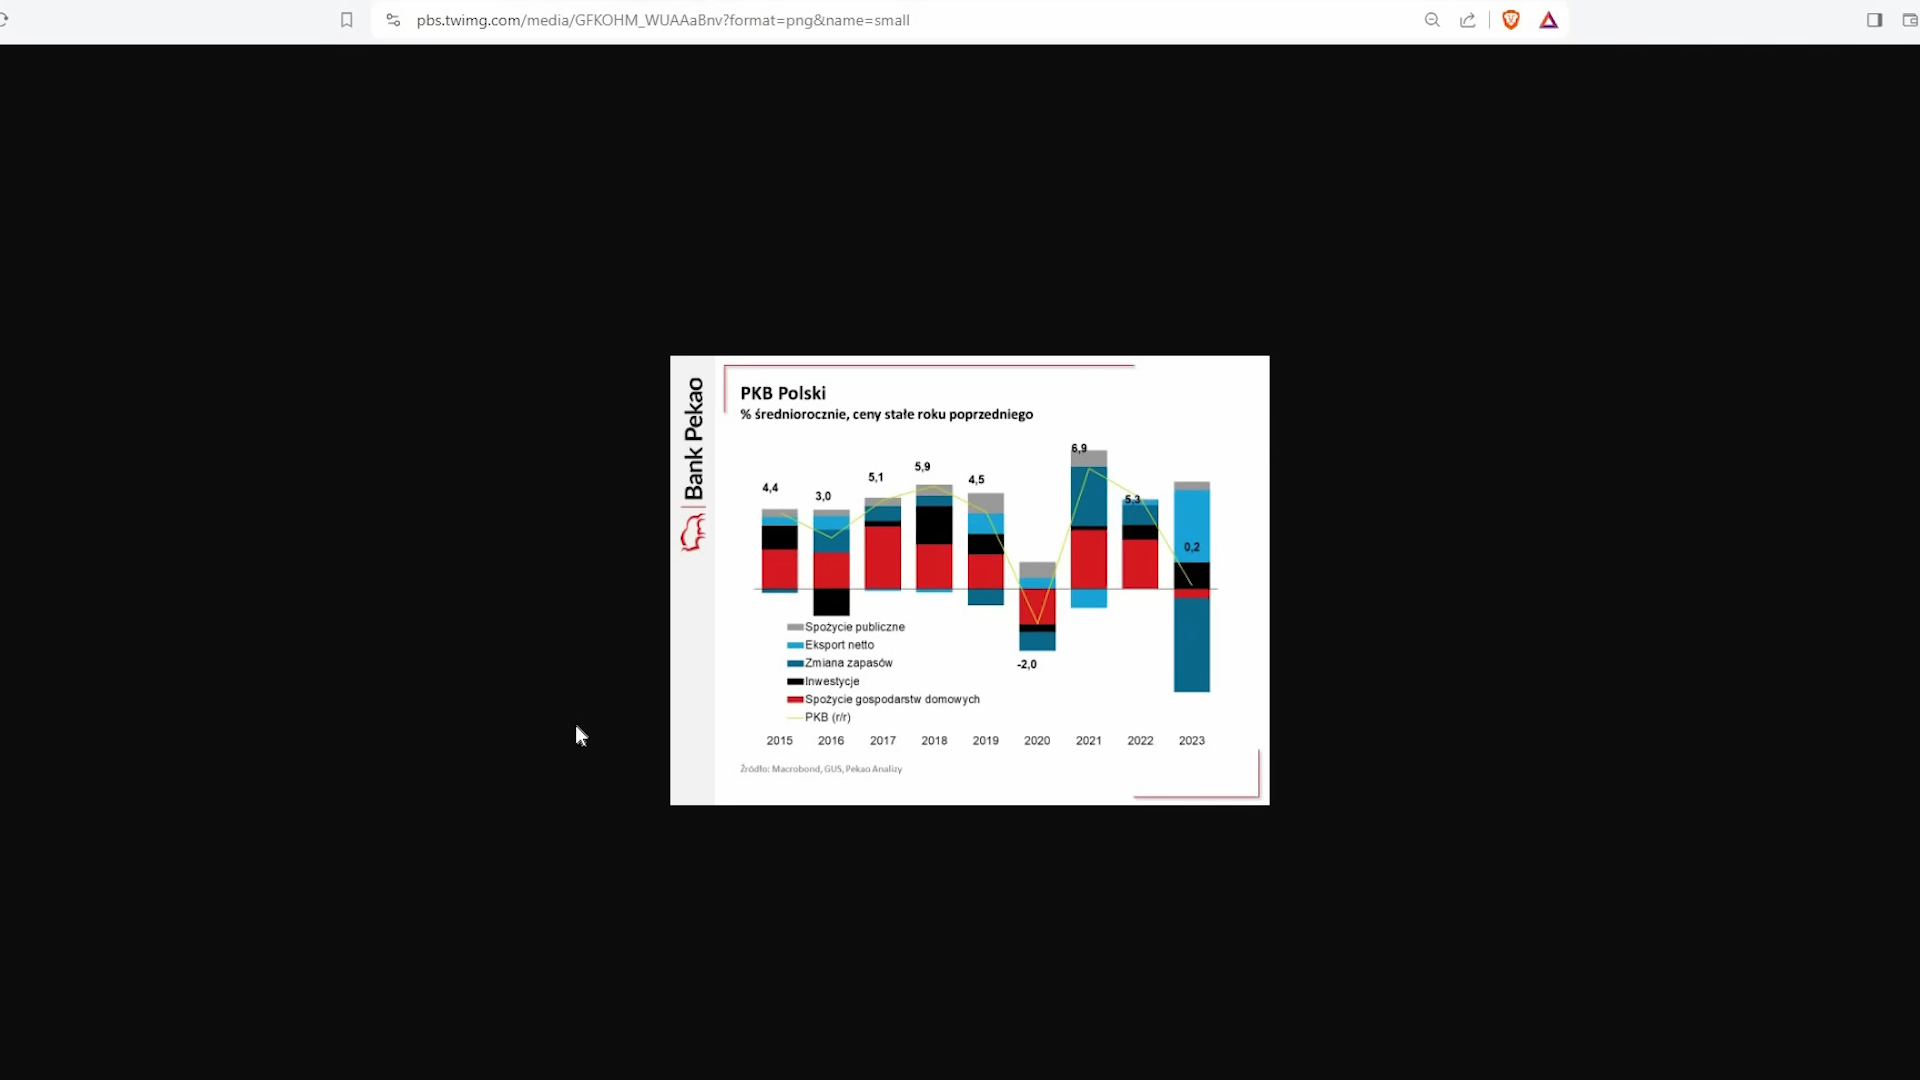 pbs.twimg.com/media/GFKOHM_WUAAaBnv?format=png&name=small
Bank Pekao
PKB Polski
% średniorocznie, ceny stałe roku poprzedniego
4,4
3,0
5,1
5,9
4,5
-2,0
6,9
5,3
0,2
Spożycie publiczne
Eksport netto
Zmiana zapasów
Inwestycje
Spożycie gospodarstw domowych
PKB (r/r)
2015 2016 2017 2018 2019 2020 2021 2022 2023
Źródło: Macrobond, GUS, Pekao Analizy